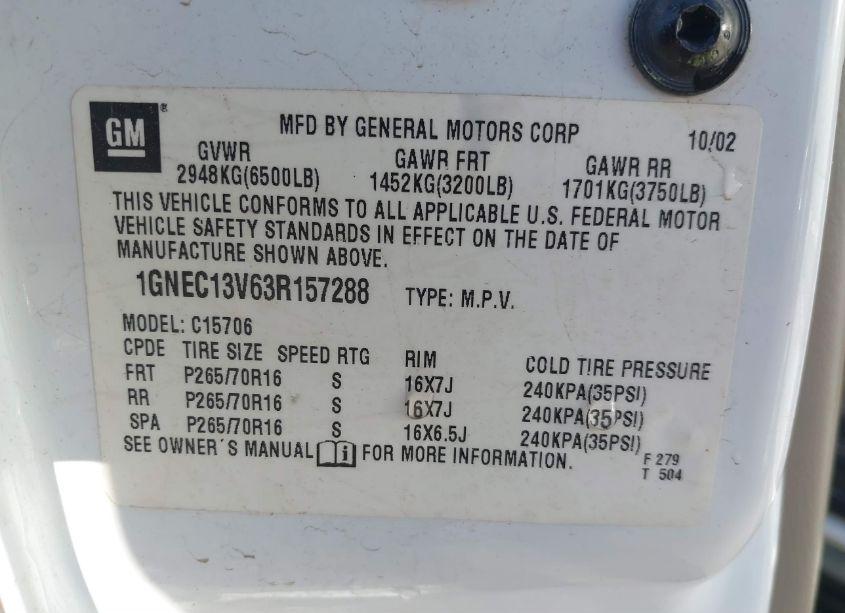 GM® MFD BY GENERAL MOTORS CORP 10/02
GVWR GAWR FRT GAWR RR
2948KG(6500LB) 1452KG(3200LB) 1701KG(3750LB)
THIS VEHICLE CONFORMS TO ALL APPLICABLE U.S. FEDERAL MOTOR
VEHICLE SAFETY STANDARDS IN EFFECT ON THE DATE OF
MANUFACTURE SHOWN ABOVE.
1GNEC13V63R157288 TYPE: M.P.V.
MODEL: C15706
CPDE TIRE SIZE SPEED RTG RIM COLD TIRE PRESSURE
FRT P265/70R16 S 16X7J 240KPA(35PSI)
RR P265/70R16 S 16X7J 240KPA(35PSI)
SPA P265/70R16 S 16X6.5J 240KPA(35PSI)
SEE OWNER´S MANUAL i FOR MORE INFORMATION.
F 279
T 504